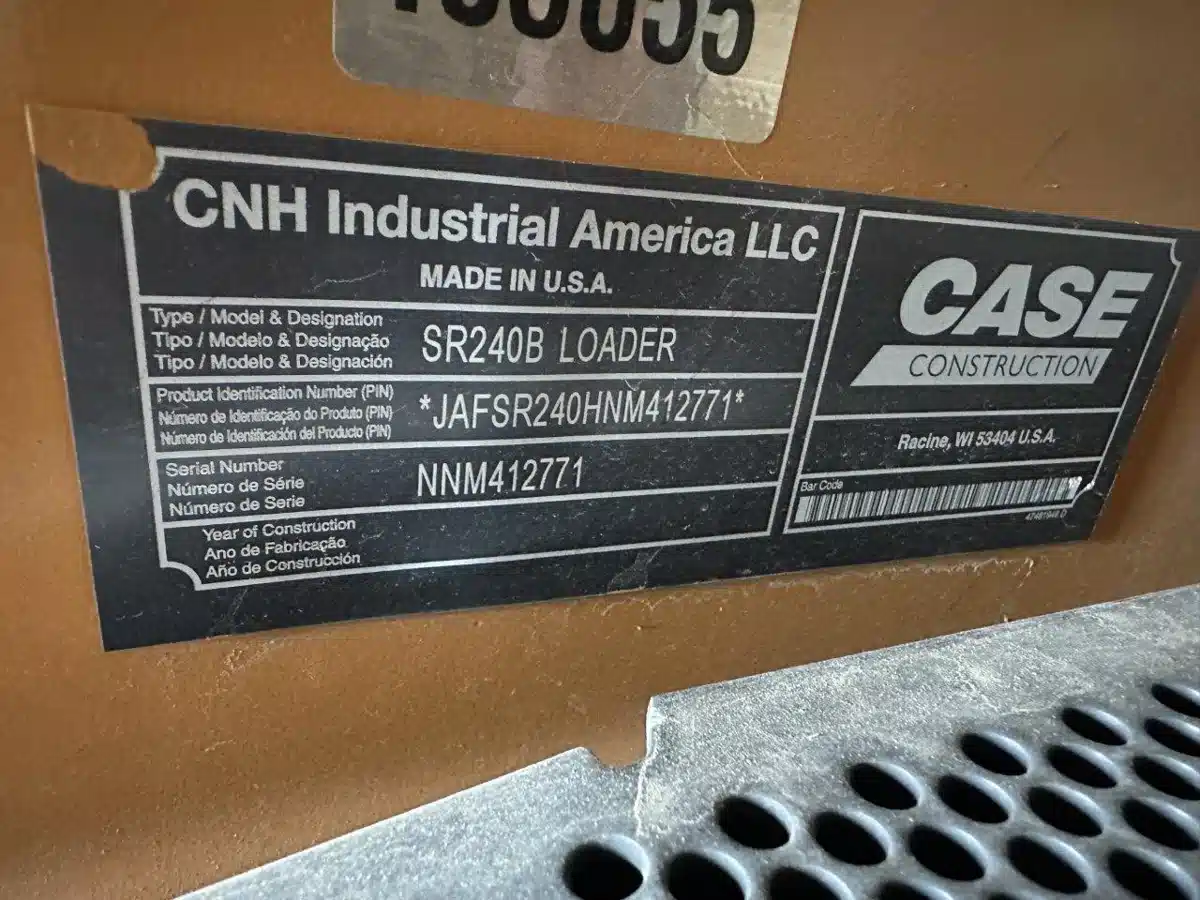 CNH Industrial America LLC
MADE IN U.S.A.
Type / Model & Designation
Tipo / Modelo & Designação
Tipo / Modelo & Designación
SR240B LOADER
Product Identification Number (PIN)
Número de Identificação do Produto (PIN)
Número de Identificación del Producto (PIN)
*JAFSR240HNM412771*
Serial Number
Número de Série
Número de Serie
NNM412771
Year of Construction
Ano de Fabricação
Año de Construcción
CASE
CONSTRUCTION
Racine, WI 53404 U.S.A.
Bar Code